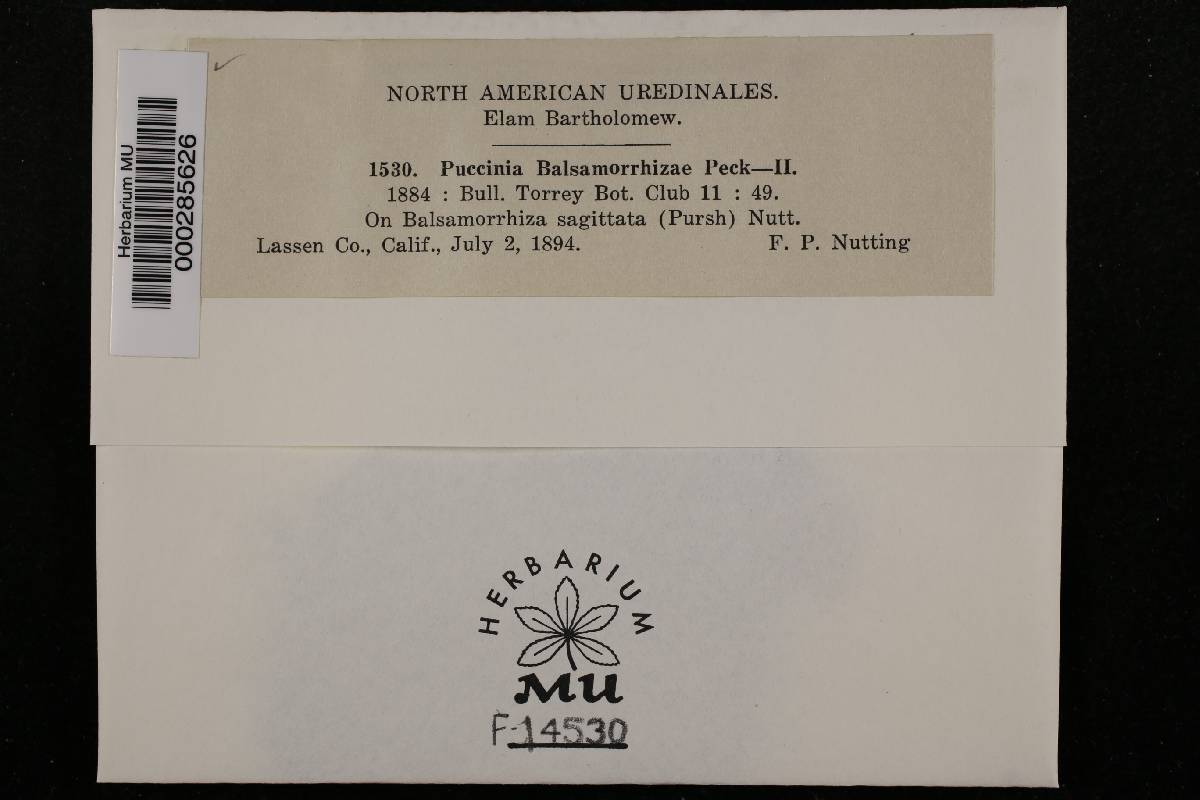 NORTH AMERICAN UREDINALES.
Elam Bartholomew.
1530. Puccinia Balsamorrhizae Peck—II.
1884 : Bull. Torrey Bot. Club 11 : 49.
On Balsamorrhiza sagittata (Pursh) Nutt.
Lassen Co., Calif., July 2, 1894. F. P. Nutting
Herbarium MU
000285626
HERBARIUM
MU
F-14530